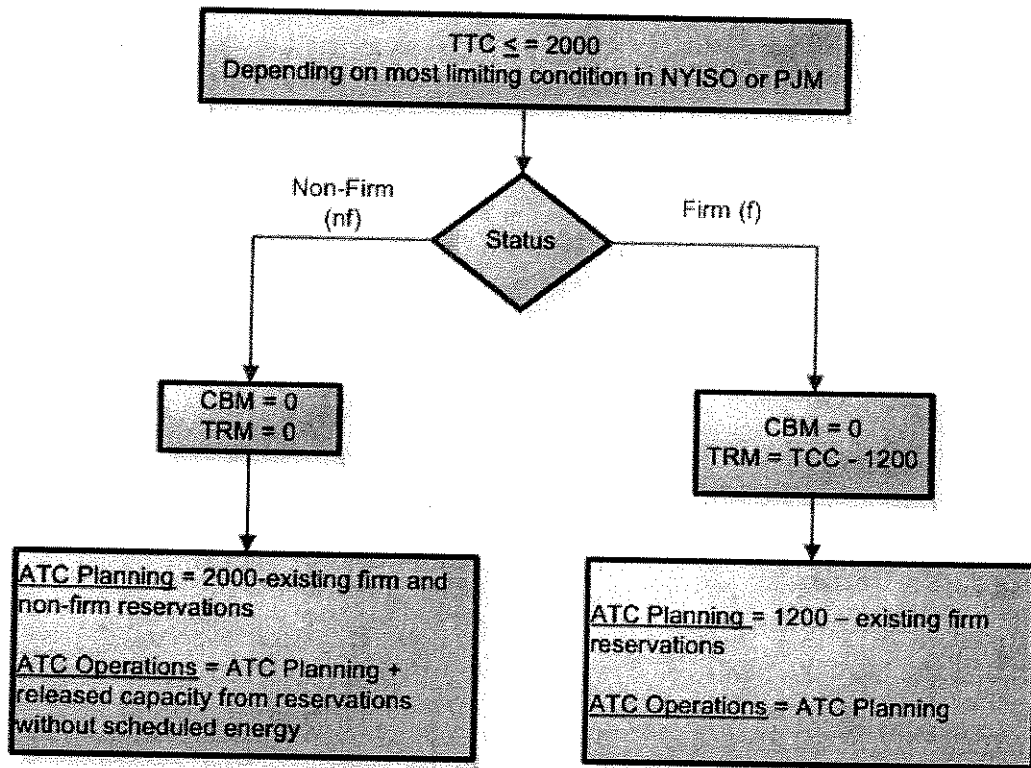 TTC ≤ = 2000
Depending on most limiting condition in NYISO or PJM
Non-Firm
(nf)
Status
Firm (f)
CBM = 0
TRM = 0
CBM = 0
TRM = TCC - 1200
ATC Planning = 2000-existing firm and
non-firm reservations
ATC Operations = ATC Planning +
released capacity from reservations
without scheduled energy
ATC Planning = 1200 – existing firm
reservations
ATC Operations = ATC Planning